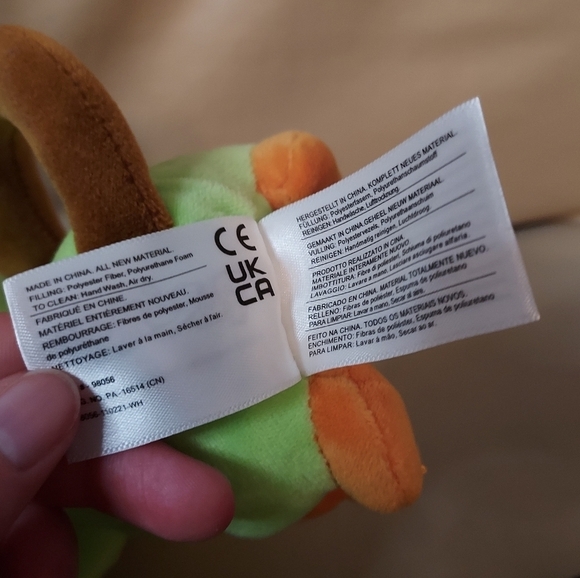 MADE IN CHINA. ALL NEW MATERIAL.
FILLING: Polyester Fiber, Polyurethane Foam
TO CLEAN: Hand Wash, Air dry.
FABRIQUÉ EN CHINE.
MATÉRIEL ENTIÈREMENT NOUVEAU.
REMBOURRAGE: Fibres de polyester, Mousse
de polyuréthane
NETTOYAGE: Laver à la main, Sécher à l'air.
98056
NO. PA-16514 (CN)
-110221-WH
CE
UK
CA
HERGESTELLT IN CHINA. KOMPLETT NEUES MATERIAL.
FÜLLUNG: Polyesterfasern, Polyurethanschaumstoff
REINIGEN: Handwäsche, Lufttrocknung
GEMAAKT IN CHINA.GEHEEL NIEUW MATERIAAL.
VULLING: Polyestervezels, Polyurethaanschuim
REINIGEN: Handmatig reinigen, Luchtdroog
PRODOTTO REALIZZATO IN CINA.
MATERIALE INTERAMENTE NUOVO.
IMBOTTITURA: Fibre di poliestere, Schiuma di poliuretano
LAVAGGIO: Lavare a mano, Lasciare asciugare all'aria.
FABRICADO EN CHINA. MATERIAL TOTALMENTE NUEVO.
RELLENO: Fibras de poliéster, Espuma de poliuretano
PARA LIMPIAR: Lavar a mano, Secar al aire.
FEITO NA CHINA. TODOS OS MATERIAIS NOVOS.
ENCHIMENTO: Fibras de poliéster, Espuma de poliuretano
PARA LIMPAR: Lavar à mão, Secar ao ar.